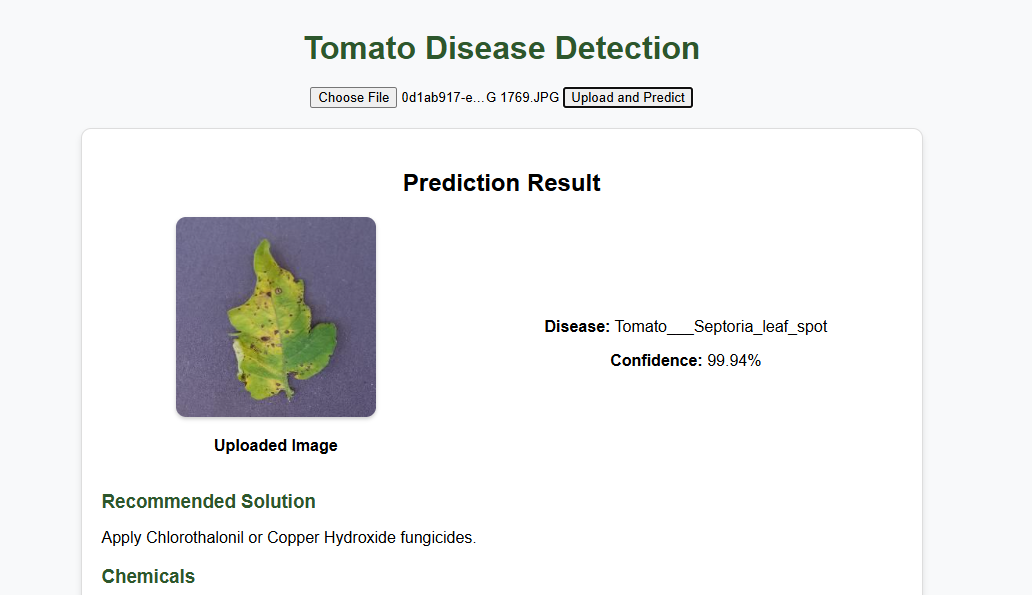 Tomato Disease Detection
Choose File 0d1ab917-e...G 1769.JPG Upload and Predict
Prediction Result
Disease: Tomato___Septoria_leaf_spot
Confidence: 99.94%
Uploaded Image
Recommended Solution
Apply Chlorothalonil or Copper Hydroxide fungicides.
Chemicals